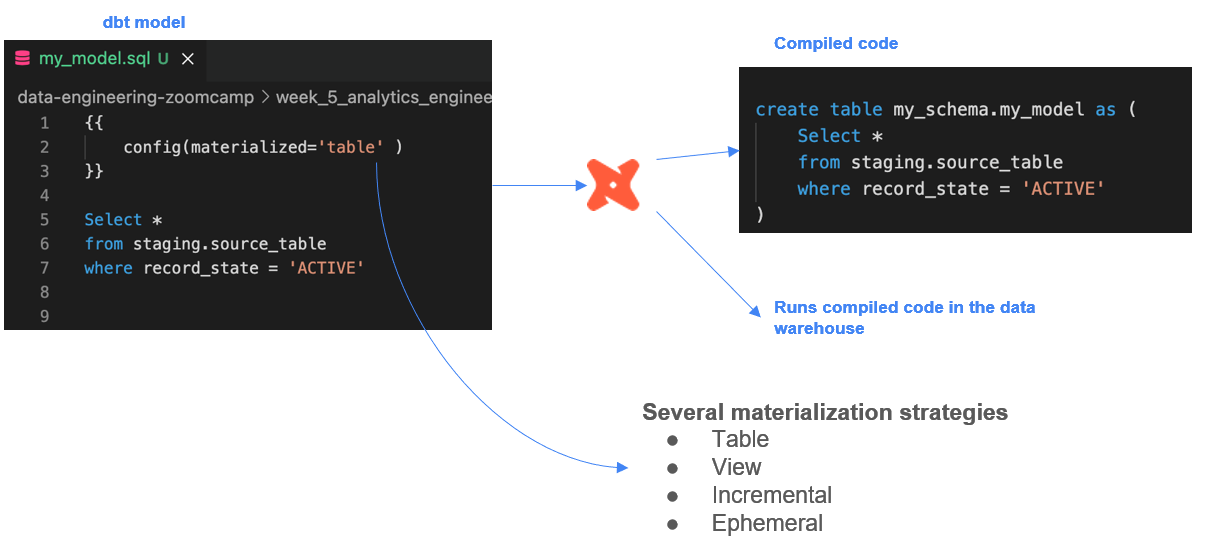 dbt model
my_model.sql U ×
data-engineering-zoomcamp > week_5_analytics_enginee
1 {{
2 config(materialized='table' )
3 }}
4
5 Select *
6 from staging.source_table
7 where record_state = 'ACTIVE'
8
9
Compiled code
create table my_schema.my_model as (
Select *
from staging.source_table
where record_state = 'ACTIVE'
)
Runs compiled code in the data
warehouse
Several materialization strategies
● Table
● View
● Incremental
● Ephemeral